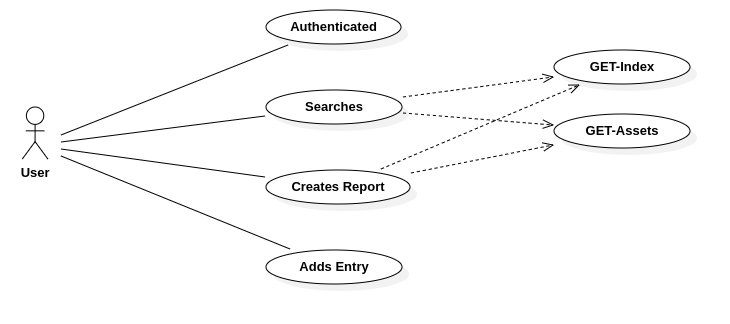 Authenticated
GET-Index
Searches
GET-Assets
User
Creates Report
Adds Entry